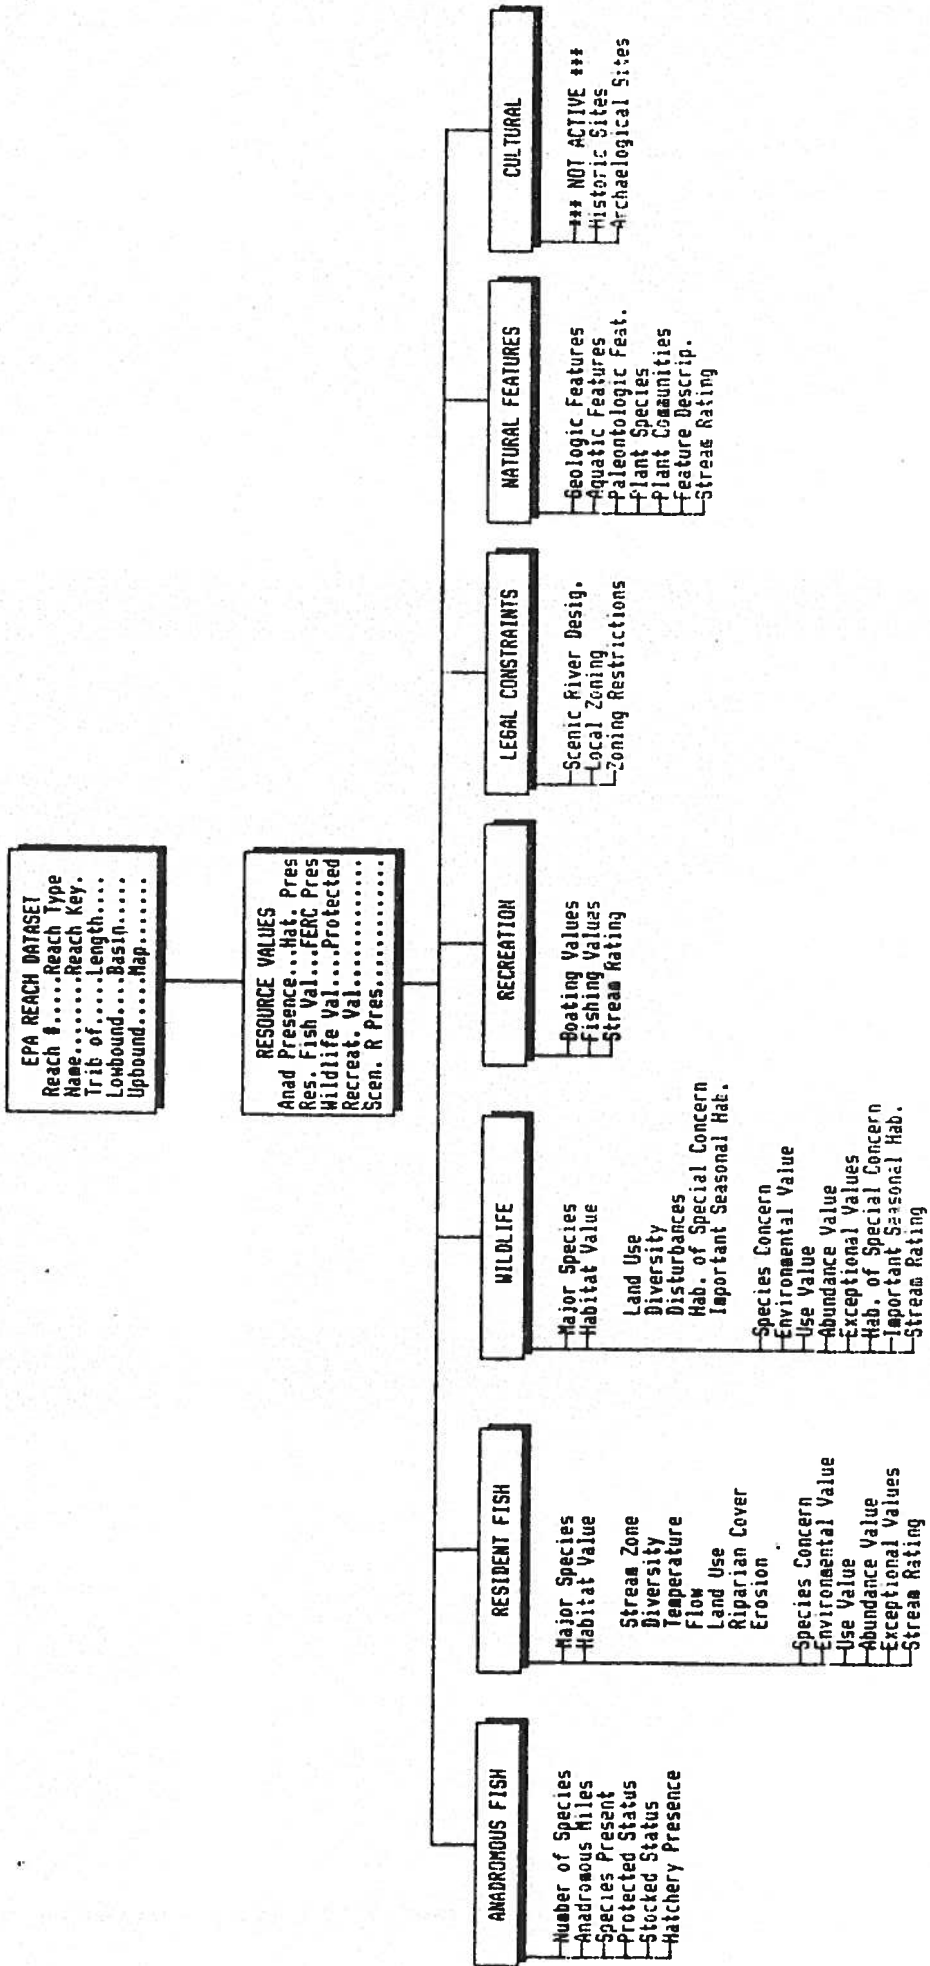 EPA REACH DATASET
Reach #.....Reach Type
Name........Reach Key.
Trib of.....Length....
Lowbound....Basin.....
Upbound.....Map.......
RESOURCE VALUES
Anad Presence...Hat. Pres
Res. Fish Val...FERC Pres
Wildlife Val....Protected
Recreat. Val.............
Scen. R Pres.............
ANADROMOUS FISH
Number of Species
Anadromous Miles
Species Present
Protected Status
Stocked Status
Hatchery Presence
RESIDENT FISH
Major Species
Habitat Value
Stream Zone
Diversity
Temperature
Flow
Land Use
Riparian Cover
Erosion
Species Concern
Environmental Value
Use Value
Abundance Value
Exceptional Values
Stream Rating
WILDLIFE
Major Species
Habitat Value
Land Use
Diversity
Disturbances
Hab. of Special Concern
Important Seasonal Hab.
Species Concern
Environmental Value
Use Value
Abundance Value
Exceptional Values
Hab. of Special Concern
Important Seasonal Hab.
Stream Rating
RECREATION
Boating Values
Fishing Values
Stream Rating
LEGAL CONSTRAINTS
Scenic River Desig.
Local Zoning
Zoning Restrictions
NATURAL FEATURES
Geologic Features
Aquatic Features
Paleontologic Feat.
Plant Species
Plant Communities
Feature Descrip.
Stream Rating
CULTURAL
*** NOT ACTIVE ***
Historic Sites
Archaelogical Sites